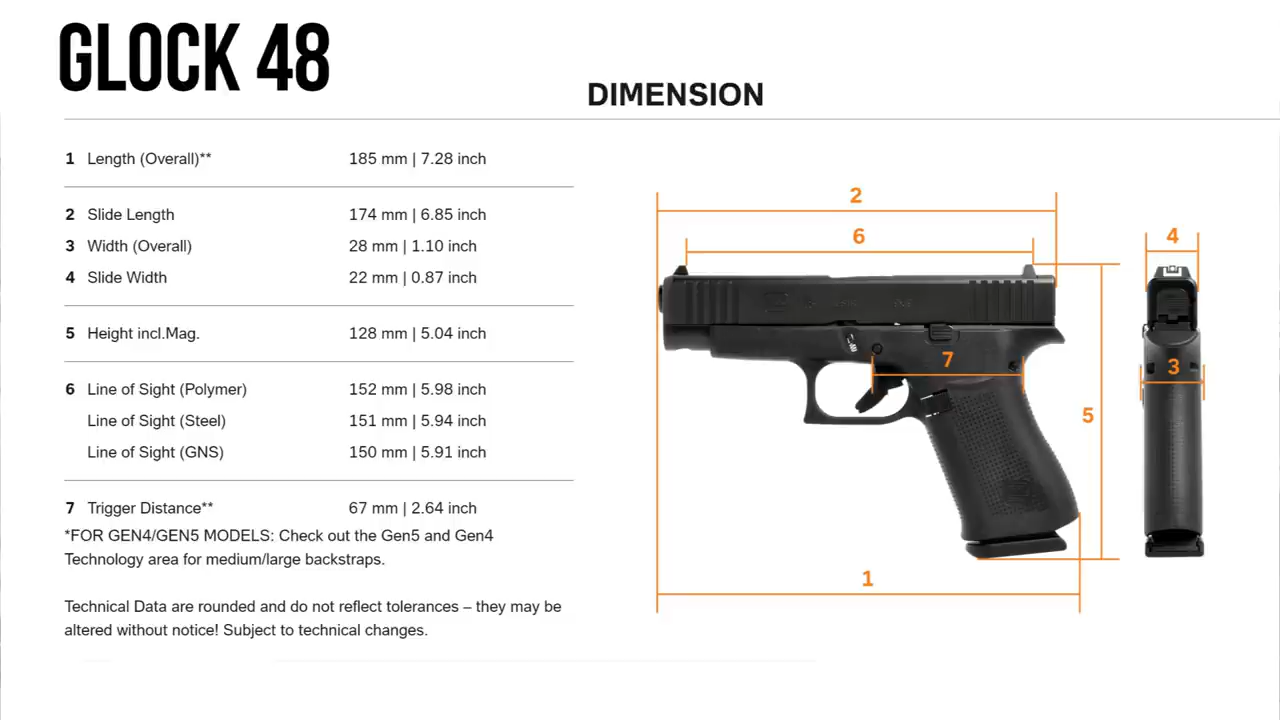 GLOCK 48
DIMENSION
1 Length (Overall)** 185 mm | 7.28 inch
2 Slide Length 174 mm | 6.85 inch
3 Width (Overall) 28 mm | 1.10 inch
4 Slide Width 22 mm | 0.87 inch
5 Height incl.Mag. 128 mm | 5.04 inch
6 Line of Sight (Polymer) 152 mm | 5.98 inch
Line of Sight (Steel) 151 mm | 5.94 inch
Line of Sight (GNS) 150 mm | 5.91 inch
7 Trigger Distance** 67 mm | 2.64 inch
*FOR GEN4/GEN5 MODELS: Check out the Gen5 and Gen4
Technology area for medium/large backstraps.
Technical Data are rounded and do not reflect tolerances – they may be
altered without notice! Subject to technical changes.
2
6
4
7
3
5
1